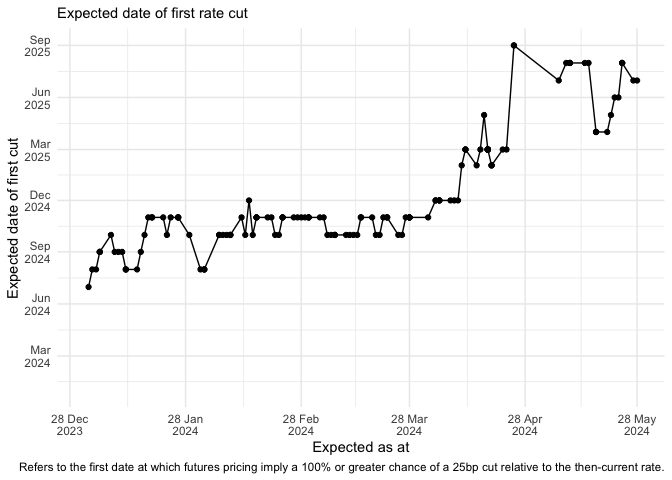 Expected date of first rate cut
Expected date of first cut
Sep
2025
Jun
2025
Mar
2025
Dec
2024
Sep
2024
Jun
2024
Mar
2024
28 Dec
2023
28 Jan
2024
28 Feb
2024
28 Mar
2024
28 Apr
2024
28 May
2024
Expected as at
Refers to the first date at which futures pricing imply a 100% or greater chance of a 25bp cut relative to the then-current rate.